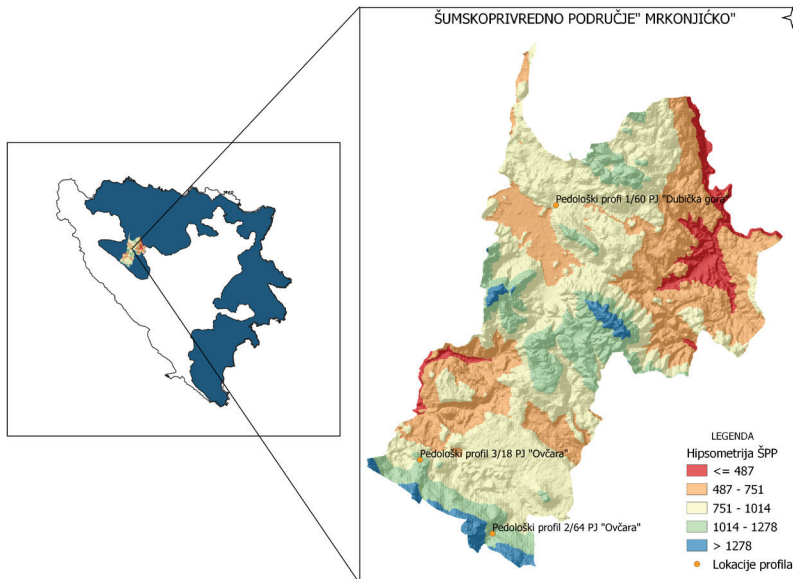 ŠUMSKOPRIVREDNO PODRUČJE" MRKONJIĆKO"
Pedološki profi 1/60 PJ "Dubička gora
Pedološki profil 3/18 PJ "Ovčara"
Pedološki profil 2/64 PJ "Ovčara"
LEGENDA
Hipsometrija ŠPP
<= 487
487 - 751
751 - 1014
1014 - 1278
> 1278
Lokacije profila